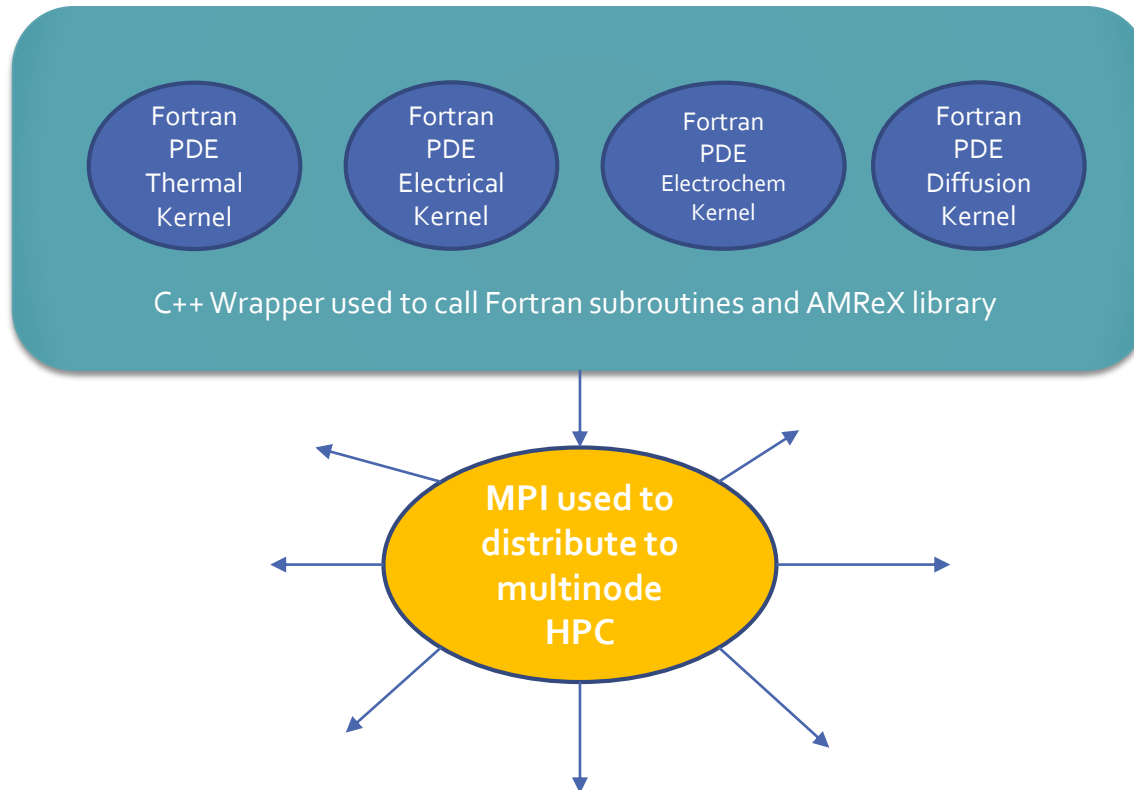 Fortran
PDE
Thermal
Kernel
Fortran
PDE
Electrical
Kernel
Fortran
PDE
Electrochem
Kernel
Fortran
PDE
Diffusion
Kernel
C++ Wrapper used to call Fortran subroutines and AMReX library
MPI used to
distribute to
multinode
HPC